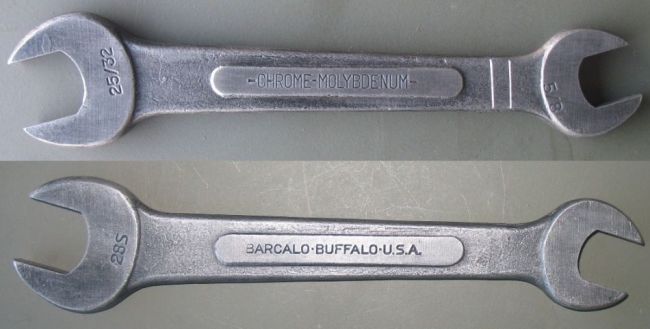 25/32
-CHROME-MOLYBDENUM-
5/8
28S
BARCALO·BUFFALO·U.S.A.